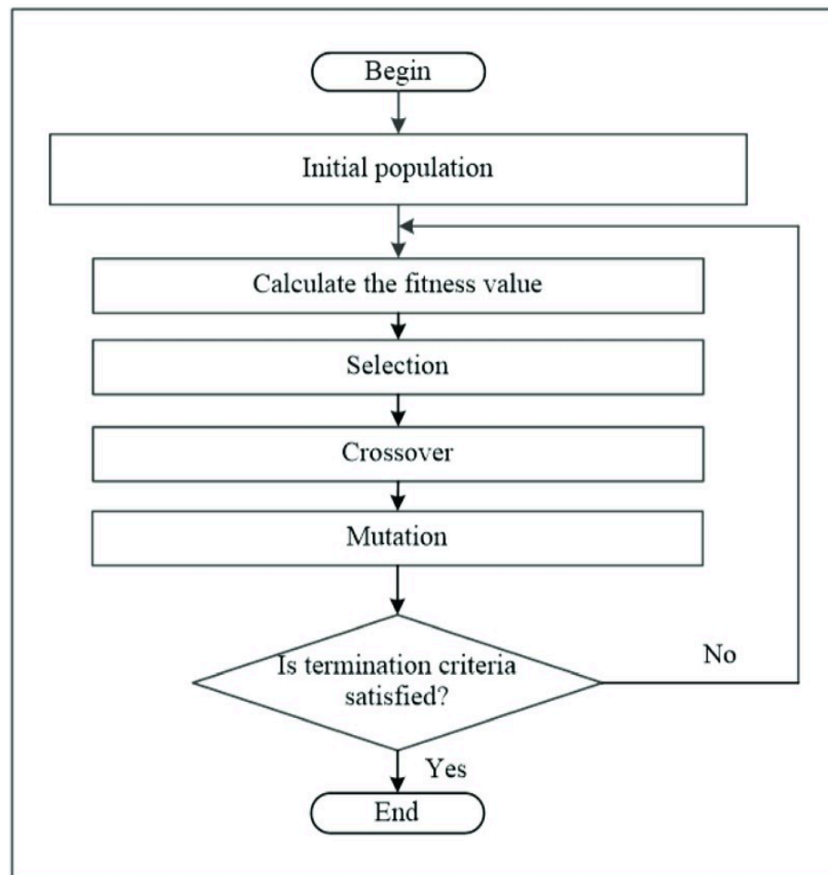 Begin
Initial population
Calculate the fitness value
Selection
Crossover
Mutation
Is termination criteria
satisfied?
No
Yes
End